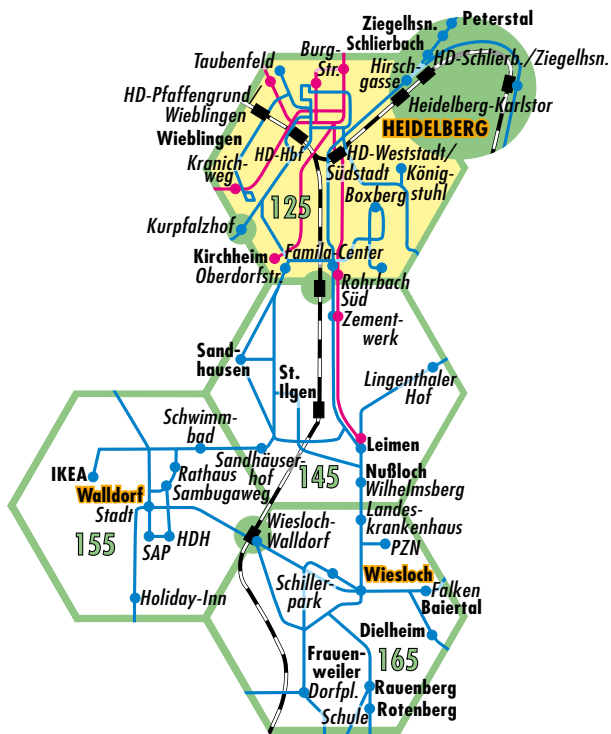 Ziegelhsn.
Peterstal
Schlierbach
HD-Schlierb./Ziegelhsn.
Taubenfeld
Burg-
Str.
Hirsch-
gasse
HD-Pfaffengrund/
Wieblingen
Heidelberg-Karlstor
HEIDELBERG
Wieblingen
Kranich-
weg
HD-Hbf
HD-Weststadt/
Südstadt
König-
stuhl
Boxberg
125
Kurpfalzhof
Kirchheim
Oberdorfstr.
Famila-Center
Rohrbach
Süd
Zement-
werk
Sand-
hausen
St.
Ilgen
Lingenthaler
Hof
Schwimm-
bad
Leimen
IKEA
Rathaus
Sandhäuser-
hof
145
Nußloch
Wilhelmsberg
Walldorf
Stadt
Sambugaweg
155
SAP
HDH
Wiesloch-
Walldorf
Landes-
krankenhaus
PZN
Schiller-
park
Wiesloch
Holiday-Inn
Falken
Baiertal
Dielheim
Frauen-
weiler
Dorfpl.
165
Rauenberg
Schule
Rotenberg